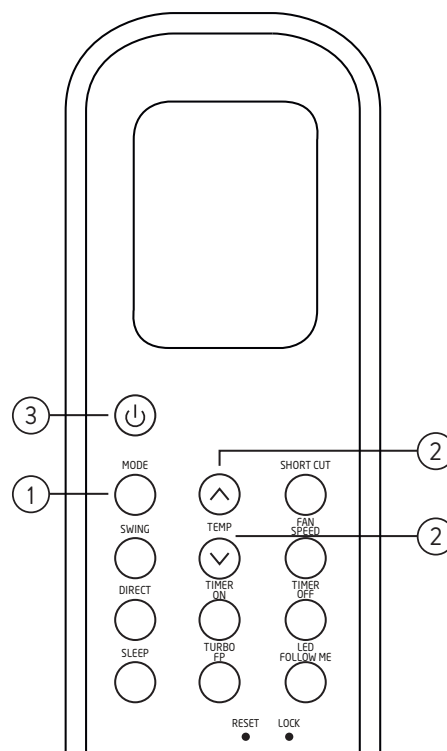 3
2
MODE
SHORT CUT
1
SWING
TEMP
FAN
SPEED
2
DIRECT
TIMER
ON
TIMER
OFF
SLEEP
TURBO
FP
LED
FOLLOW ME
RESET
LOCK